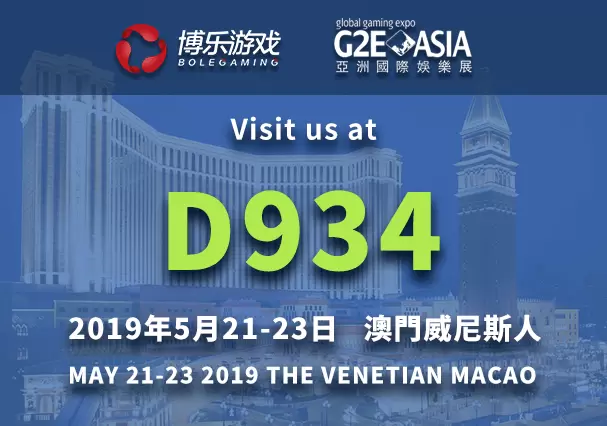 博乐游戏
BOLEGAMING
global gaming expo
G2E ASIA
亞洲國際娛樂展
Visit us at
D934
2019年5月21-23日 澳門威尼斯人
MAY 21-23 2019 THE VENETIAN MACAO